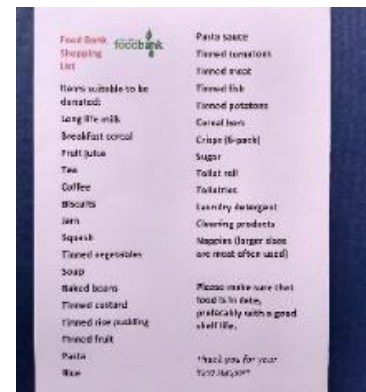 Food Bank
Shopping
List
foodbank
Items suitable to be
donated:
Long life milk
Breakfast cereal
Fruit juice
Tea
Coffee
Biscuits
Jam
Squash
Tinned vegetables
Soap
Baked beans
Tinned custard
Tinned rice pudding
Tinned fruit
Pasta
Rice
Pasta sauce
Tinned tomatoes
Tinned meat
Tinned fish
Tinned potatoes
Cereal bars
Crisps (6-pack)
Sugar
Toilet roll
Toiletries
Laundry detergent
Cleaning products
Nappies (larger sizes
are most often used)
Please make sure that
food is in date,
preferably with a good
shelf life.
Thank you for your